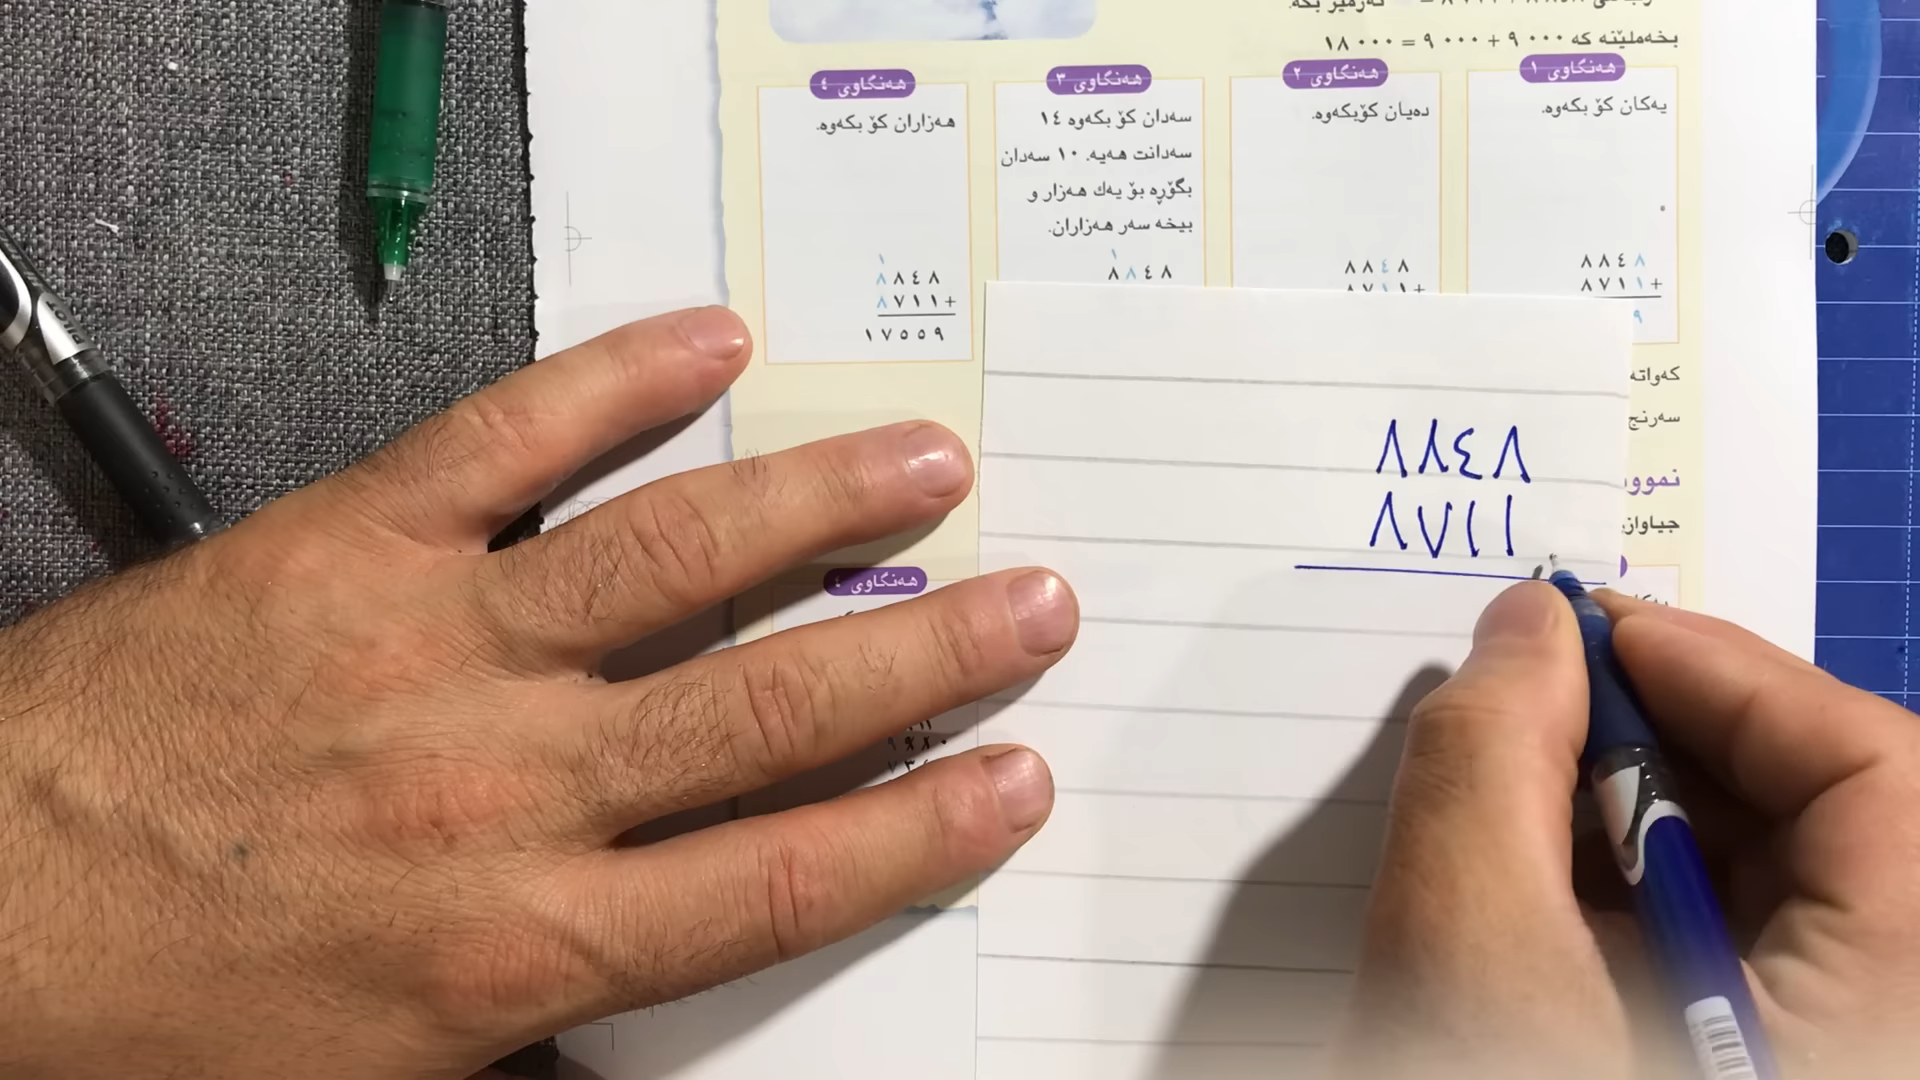 بخەملێنە کە ٩٠٠٠ + ٩٠٠٠ = ١٨٠٠٠
هەنگاوی ١
یەکان کۆ بکەوە.
٨٨٤٨
٨٧١١+
٩
هەنگاوی ٢
دەیان کۆبکەوە.
٨٨٤٨
هەنگاوی ٣
سەدان کۆ بکەوە ١٤
سەدانت هەیە. ١٠ سەدان
بگۆڕە بۆ یەك هەزار و
بیخە سەر هەزاران.
١
٨٨٤٨
هەنگاوی ٤
هەزاران کۆ بکەوە.
١
٨٨٤٨
٨٧١١+
١٧٥٥٩
کەواتە
سەرنج
جیاواز
هەنگاوی ٤
٨٨٤٨
٨٧١١